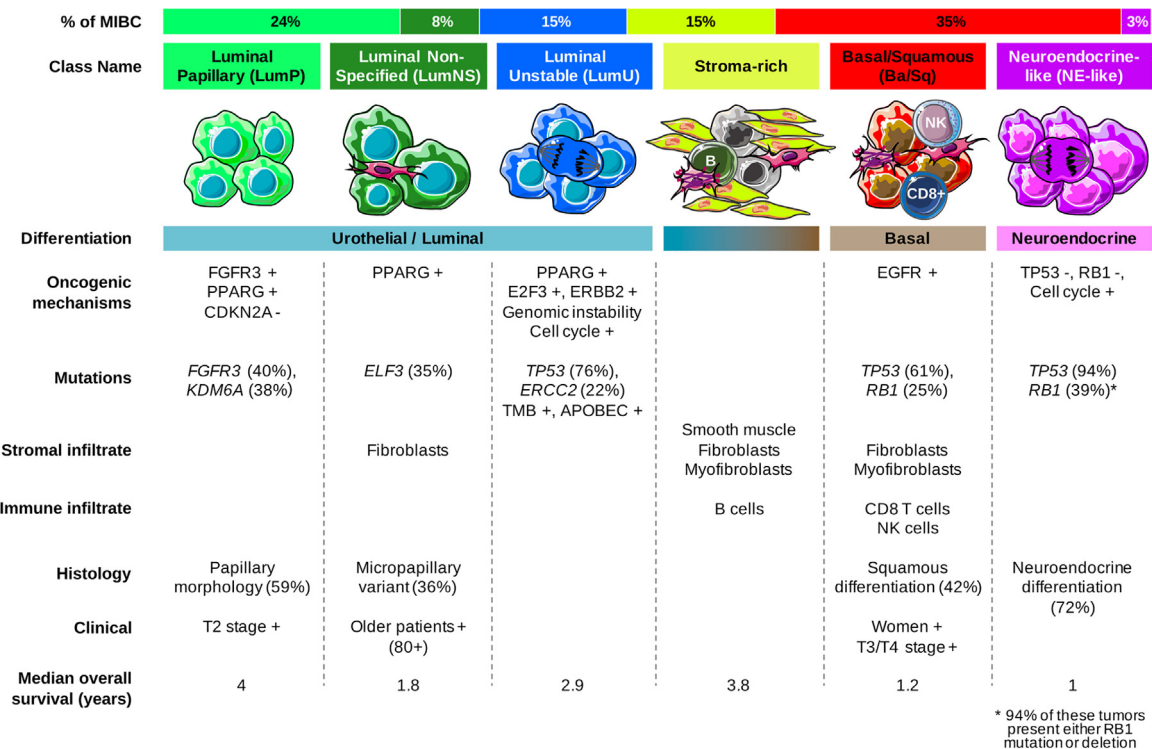 % of MIBC 24% 8% 15% 15% 35% 3%
Class Name
Luminal
Papillary (LumP)
Luminal Non-
Specified (LumNS)
Luminal
Unstable (LumU)
Stroma-rich
Basal/Squamous
(Ba/Sq)
Neuroendocrine-
like (NE-like)
B
NK
CD8+
Differentiation
Urothelial / Luminal
Basal
Neuroendocrine
Oncogenic
mechanisms
FGFR3 +
PPARG +
CDKN2A -
PPARG +
PPARG +
E2F3 +, ERBB2 +
Genomic instability
Cell cycle +
EGFR +
TP53 -, RB1 -,
Cell cycle +
Mutations
FGFR3 (40%),
KDM6A (38%)
ELF3 (35%)
TP53 (76%),
ERCC2 (22%)
TMB +, APOBEC +
TP53 (61%),
RB1 (25%)
TP53 (94%)
RB1 (39%)*
Stromal infiltrate
Fibroblasts
Smooth muscle
Fibroblasts
Myofibroblasts
Fibroblasts
Myofibroblasts
Immune infiltrate
B cells
CD8 T cells
NK cells
Histology
Papillary
morphology (59%)
Micropapillary
variant (36%)
Squamous
differentiation (42%)
Neuroendocrine
differentiation
(72%)
Clinical
T2 stage +
Older patients +
(80+)
Women +
T3/T4 stage +
Median overall
survival (years)
4
1.8
2.9
3.8
1.2
1
* 94% of these tumors
present either RB1
mutation or deletion